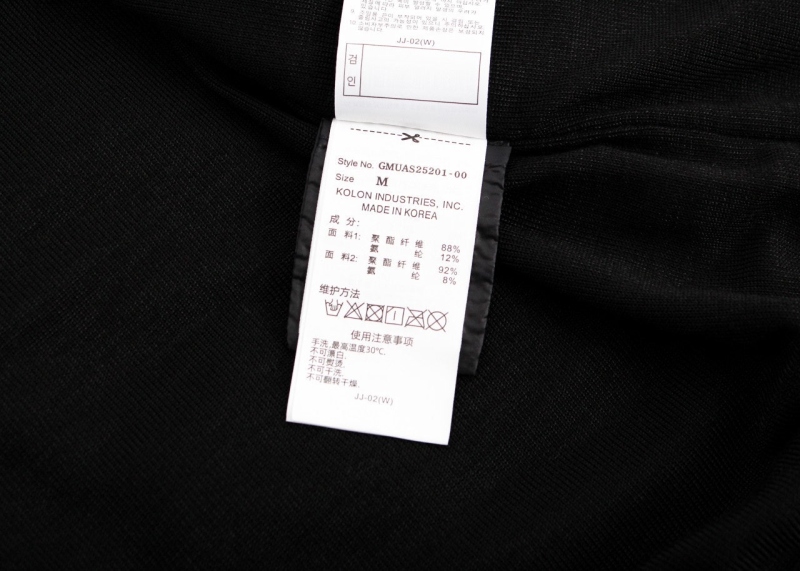 JJ-02(W)
검
인
Style No. GMUAS25201-00
Size M
KOLON INDUSTRIES, INC.
MADE IN KOREA
成 分:
面 料1: 聚 酯 纤 维 88%
氨 纶 12%
面 料2: 聚 酯 纤 维 92%
氨 纶 8%
维护方法
使用注意事项
手洗,最高温度30℃.
不可漂白.
不可熨烫.
不可干洗.
不可翻转干燥.
JJ-02(W)